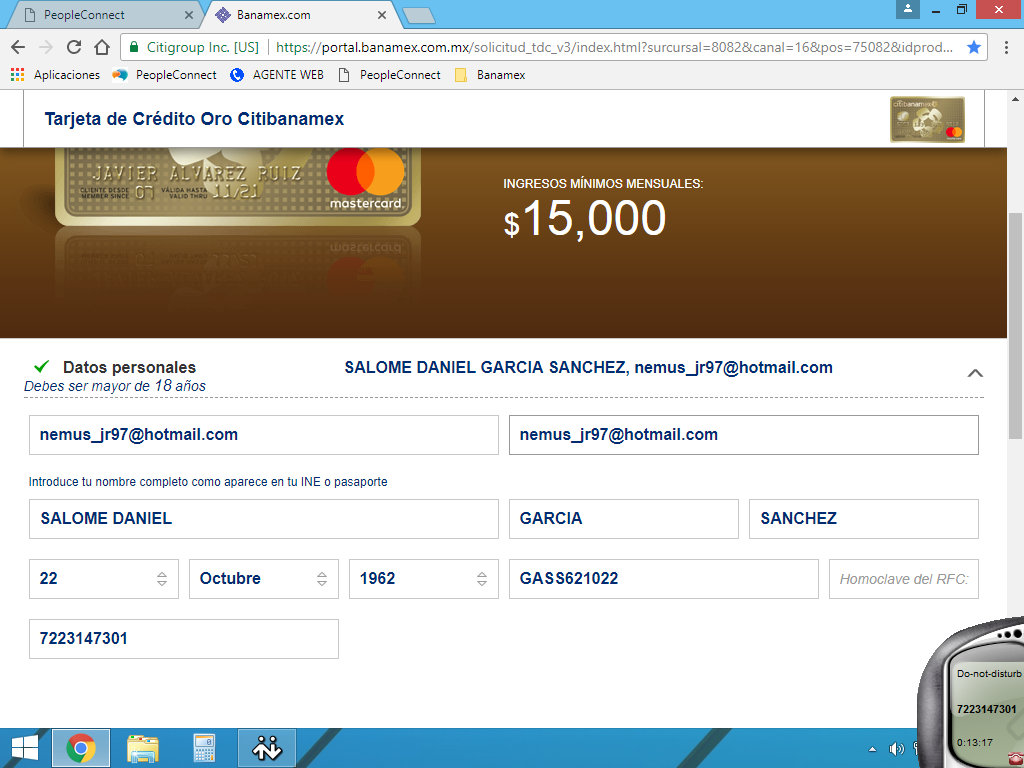 PeopleConnect
Banamex.com
Citigroup Inc. [US] https://portal.banamex.com.mx/solicitud_tdc_v3/index.html?surcursal=8082&canal=16&pos=75082&idprod...
Aplicaciones PeopleConnect AGENTE WEB PeopleConnect Banamex
Tarjeta de Crédito Oro Citibanamex
citibanamex
JAVIER ALVAREZ RUIZ
CLIENTE DESDE MEMBER SINCE 07 VÁLIDA HASTA VALID THRU 11/21
mastercard
INGRESOS MÍNIMOS MENSUALES:
$15,000
Datos personales SALOME DANIEL GARCIA SANCHEZ, nemus_jr97@hotmail.com
Debes ser mayor de 18 años
nemus_jr97@hotmail.com nemus_jr97@hotmail.com
Introduce tu nombre completo como aparece en tu INE o pasaporte
SALOME DANIEL GARCIA SANCHEZ
22 Octubre 1962 GASS621022 Homoclave del RFC:
7223147301
Do-not-disturb
7223147301
0:13:17